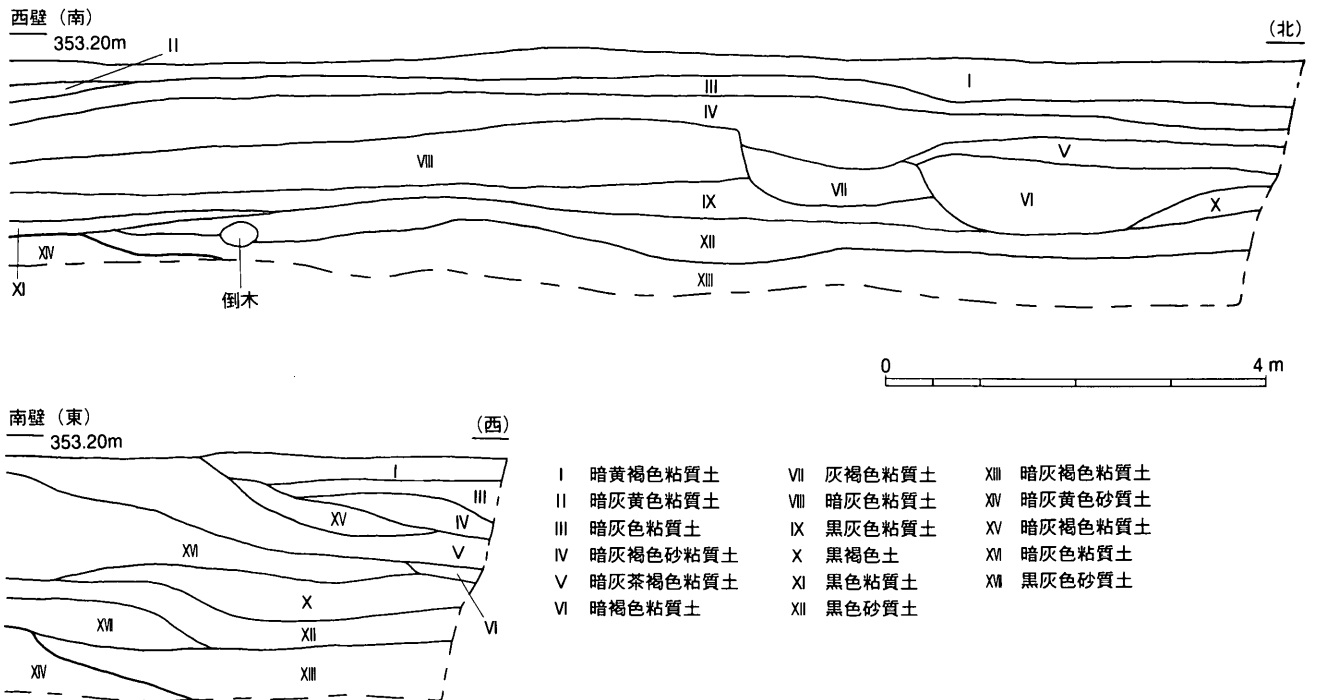 西壁（南）
353.20m
II
（北）
I
III
IV
V
VIII
VII
VI
IX
X
XII
XIV
XIII
XI
倒木
0 4 m
南壁（東）
353.20m
（西）
I
III
XV
IV
XVI
V
X
VI
XVII
XII
XIV
XIII
I 暗黄褐色粘質土
II 暗灰黄色粘質土
III 暗灰色粘質土
IV 暗灰褐色砂粘質土
V 暗灰茶褐色粘質土
VI 暗褐色粘質土
VII 灰褐色粘質土
VIII 暗灰色粘質土
IX 黒灰色粘質土
X 黒褐色土
XI 黒色粘質土
XII 黒色砂質土
XIII 暗灰褐色粘質土
XIV 暗灰黄色砂質土
XV 暗灰褐色粘質土
XVI 暗灰色粘質土
XVII 黒灰色砂質土